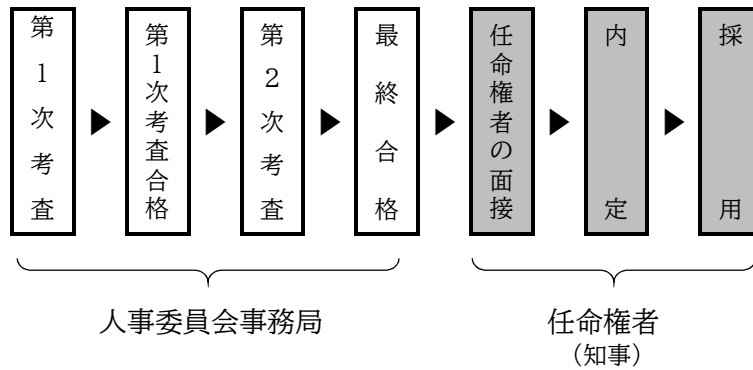 第１次考査
第１次考査合格
第２次考査
最終合格
任命権者の面接
内定
採用
人事委員会事務局
任命権者
（知事）